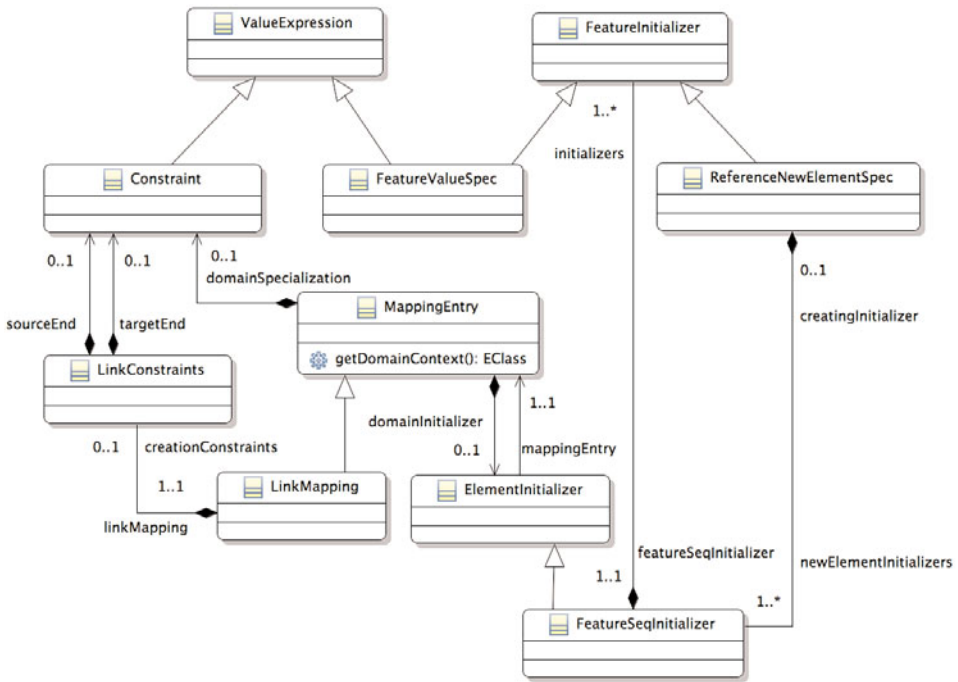 ValueExpression
FeatureInitializer
1..*
initializers
Constraint
FeatureValueSpec
ReferenceNewElementSpec
0..1
0..1
0..1
domainSpecialization
0..1
creatingInitializer
sourceEnd
targetEnd
MappingEntry
getDomainContext(): EClass
LinkConstraints
domainInitializer
1..1
0..1
creationConstraints
0..1
mappingEntry
1..1
linkMapping
LinkMapping
ElementInitializer
featureSeqInitializer
newElementInitializers
1..1
1..*
FeatureSeqInitializer